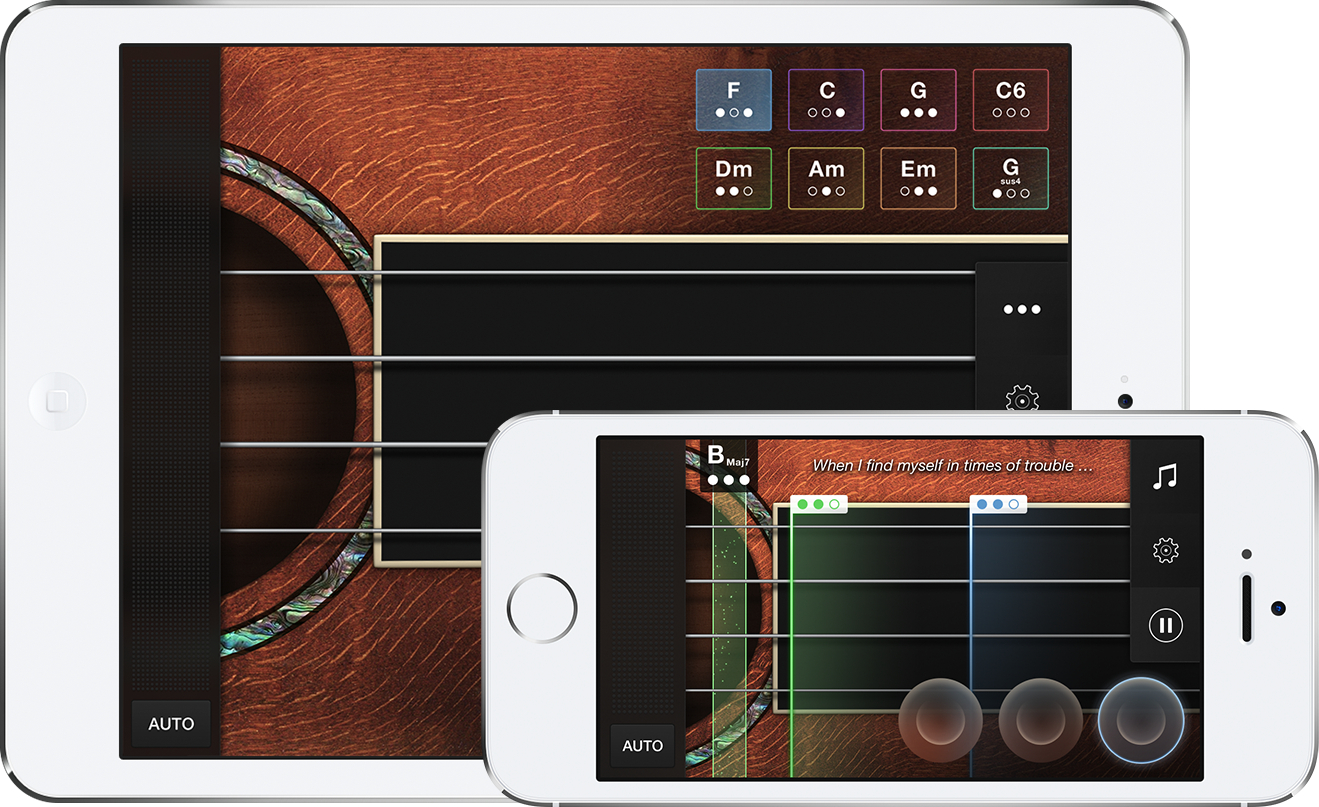 F
C
G
C6
Dm
Am
Em
G
sus4
AUTO
B Maj7
When I find myself in times of trouble ...
AUTO